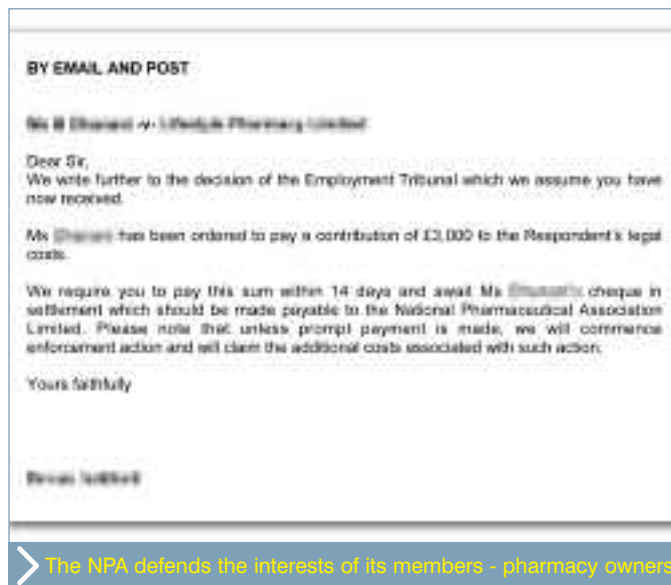 BY EMAIL AND POST
Dear Sir,
We write further to the decision of the Employment Tribunal which we assume you have
now received.
Ms has been ordered to pay a contribution of £3,000 to the Respondent's legal
costs.
We require you to pay this sum within 14 days and await Ms cheque in
settlement which should be made payable to the National Pharmaceutical Association
Limited. Please note that unless prompt payment is made, we will commence
enforcement action and will claim the additional costs associated with such action.
Yours faithfully
The NPA defends the interests of its members - pharmacy owners